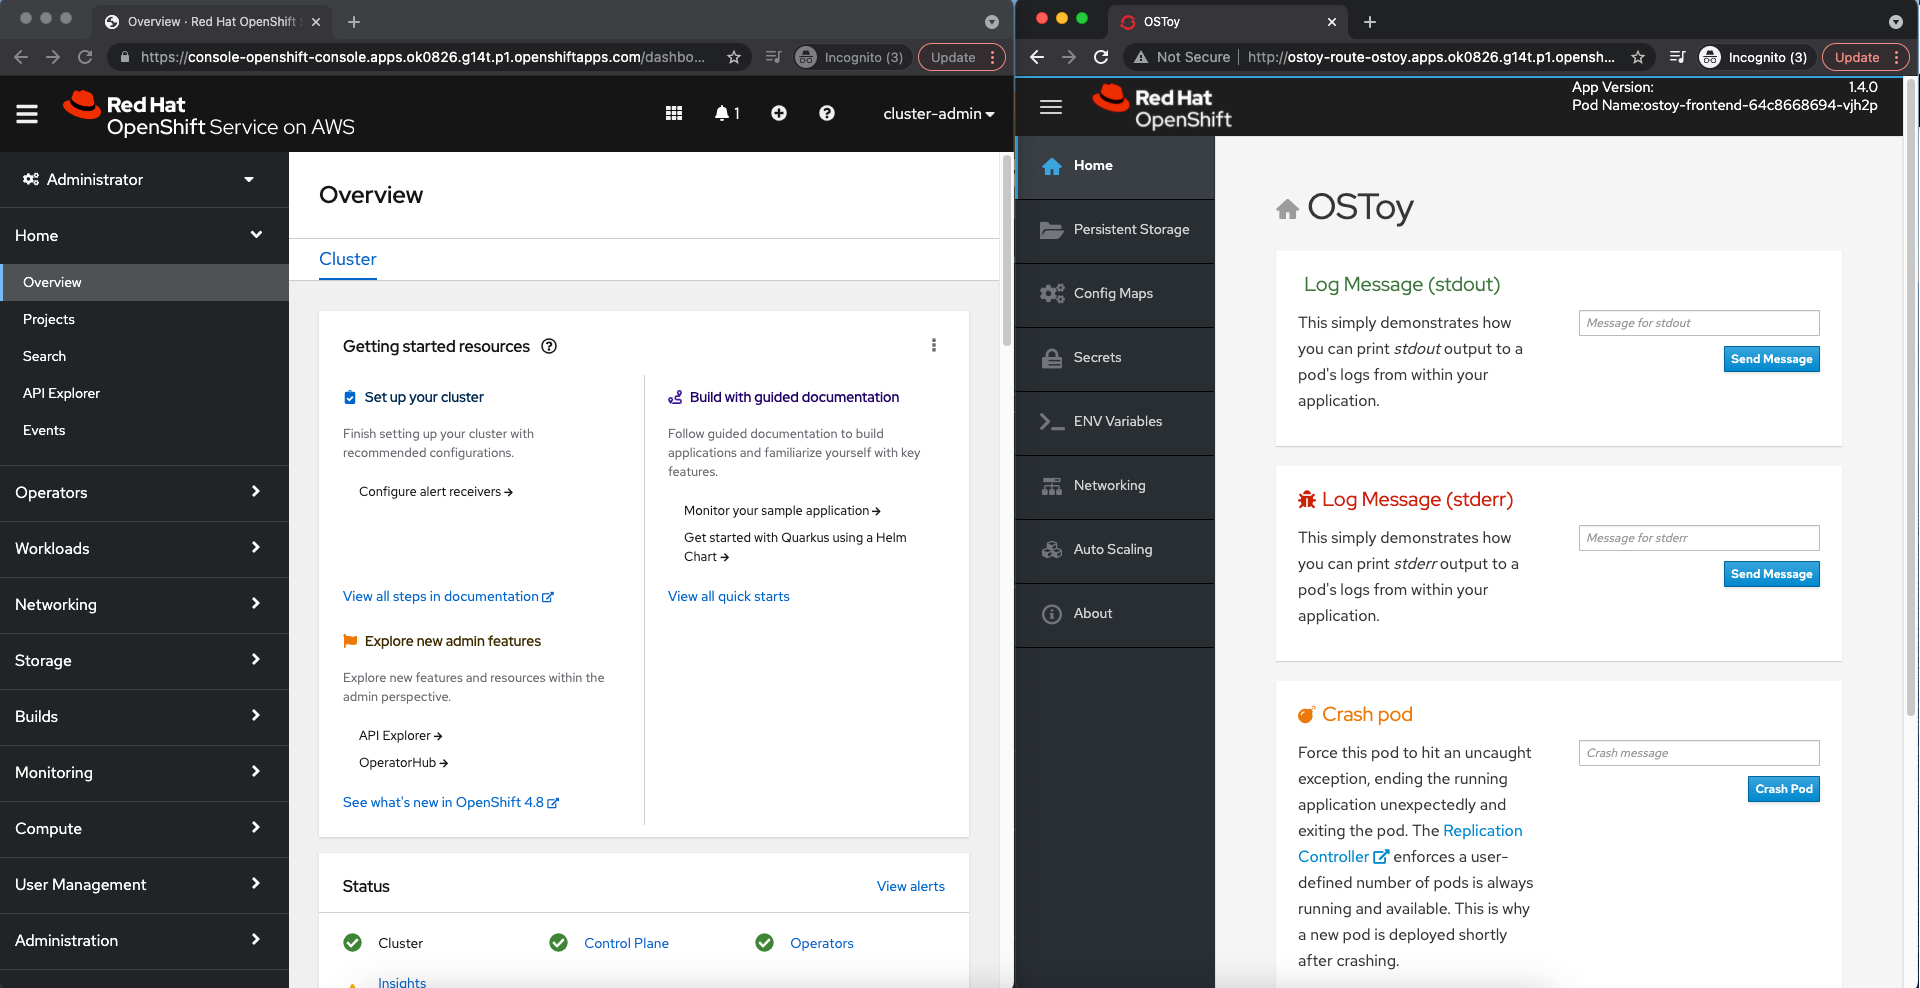 Overview · Red Hat OpenShift S
https://console-openshift-console.apps.ok0826.g14t.p1.openshiftapps.com/dashbo...
Incognito (3)
Update
Red Hat
OpenShift Service on AWS
1
cluster-admin
Administrator
Home
Overview
Projects
Search
API Explorer
Events
Operators
Workloads
Networking
Storage
Builds
Monitoring
Compute
User Management
Administration
Overview
Cluster
Getting started resources
Set up your cluster
Finish setting up your cluster with
recommended configurations.
Configure alert receivers
View all steps in documentation
Explore new admin features
Explore new features and resources within the
admin perspective.
API Explorer
OperatorHub
See what's new in OpenShift 4.8
Build with guided documentation
Follow guided documentation to build
applications and familiarize yourself with key
features.
Monitor your sample application
Get started with Quarkus using a Helm
Chart
View all quick starts
Status
View alerts
Cluster
Control Plane
Operators
Insights
OSToy
Not Secure
http://ostoy-route-ostoy.apps.ok0826.g14t.p1.opensh...
Incognito (3)
Update
Red Hat
OpenShift
App Version: 1.4.0
Pod Name:ostoy-frontend-64c8668694-vjh2p
Home
Persistent Storage
Config Maps
Secrets
ENV Variables
Networking
Auto Scaling
About
OSToy
Log Message (stdout)
This simply demonstrates how
you can print stdout output to a
pod's logs from within your
application.
Message for stdout
Send Message
Log Message (stderr)
This simply demonstrates how
you can print stderr output to a
pod's logs from within your
application.
Message for stderr
Send Message
Crash pod
Force this pod to hit an uncaught
exception, ending the running
application unexpectedly and
exiting the pod. The Replication
Controller enforces a user-
defined number of pods is always
running and available. This is why
a new pod is deployed shortly
after crashing.
Crash message
Crash Pod